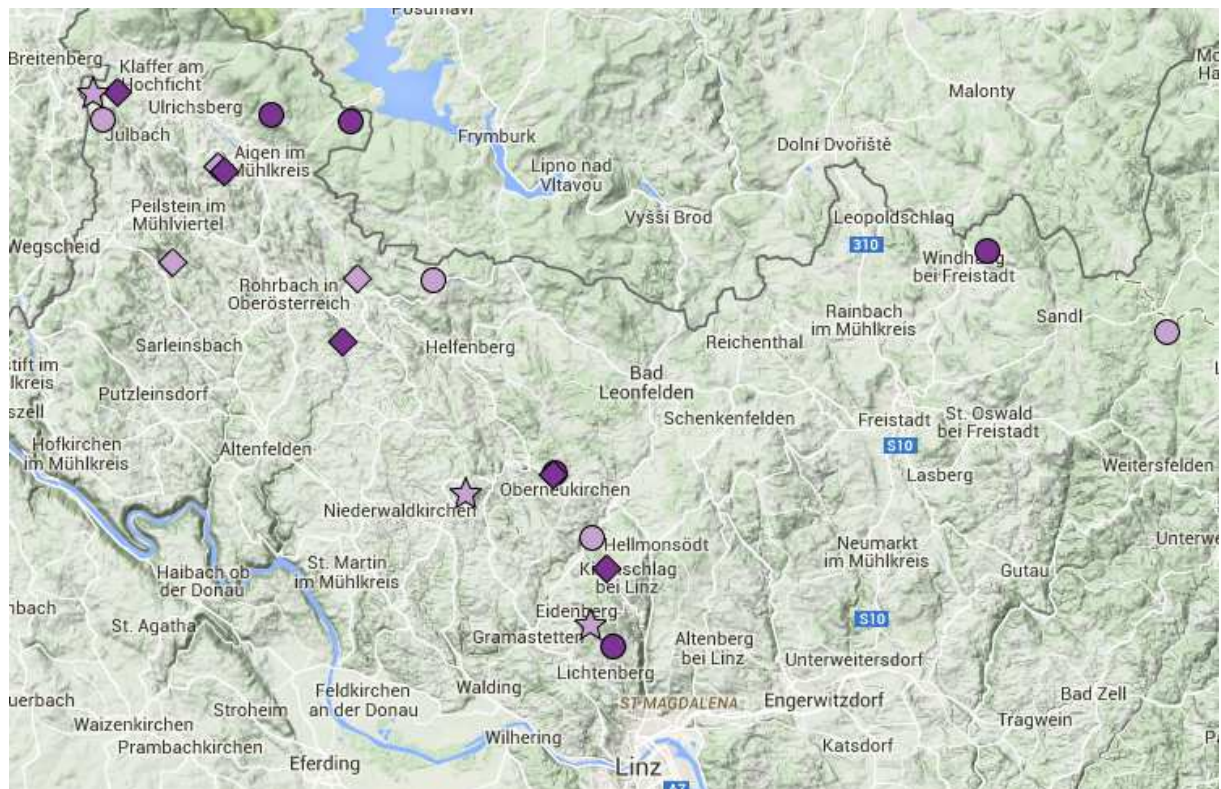 Breitenberg
Klaffer am
Hochficht
Ulrichsberg
Julbach
Malonty
Frymburk
Dolní Dvořiště
Aigen im
Mühlkreis
Lipno nad
Vltavou
Peilstein im
Mühlviertel
Vyšší Brod
Leopoldschlag
310
Wegscheid
bei Freistadt
Rohrbach in
Oberösterreich
Rainbach
im Mühlkreis
Sandl
Sarleinsbach
Helfenberg
Reichenthal
Bad
Leonfelden
Putzleinsdorf
Schenkenfelden
Freistadt
St. Oswald
bei Freistadt
Hofkirchen
im Mühlkreis
Altenfelden
S10
Lasberg
Weitersfelden
Oberneukirchen
Niederwaldkirchen
Hellmonsödt
Neumarkt
im Mühlkreis
St. Martin
im Mühlkreis
Haibach ob
der Donau
bei Linz
Gutau
Eidenberg
St. Agatha
Gramastetten
S10
Altenberg
bei Linz
Unterweitersdorf
Lichtenberg
Walding
Feldkirchen
an der Donau
ST. MAGDALENA
Engerwitzdorf
Bad Zell
Stroheim
Waizenkirchen
Tragwein
Prambachkirchen
Wilhering
Katsdorf
Eferding
Linz
A7